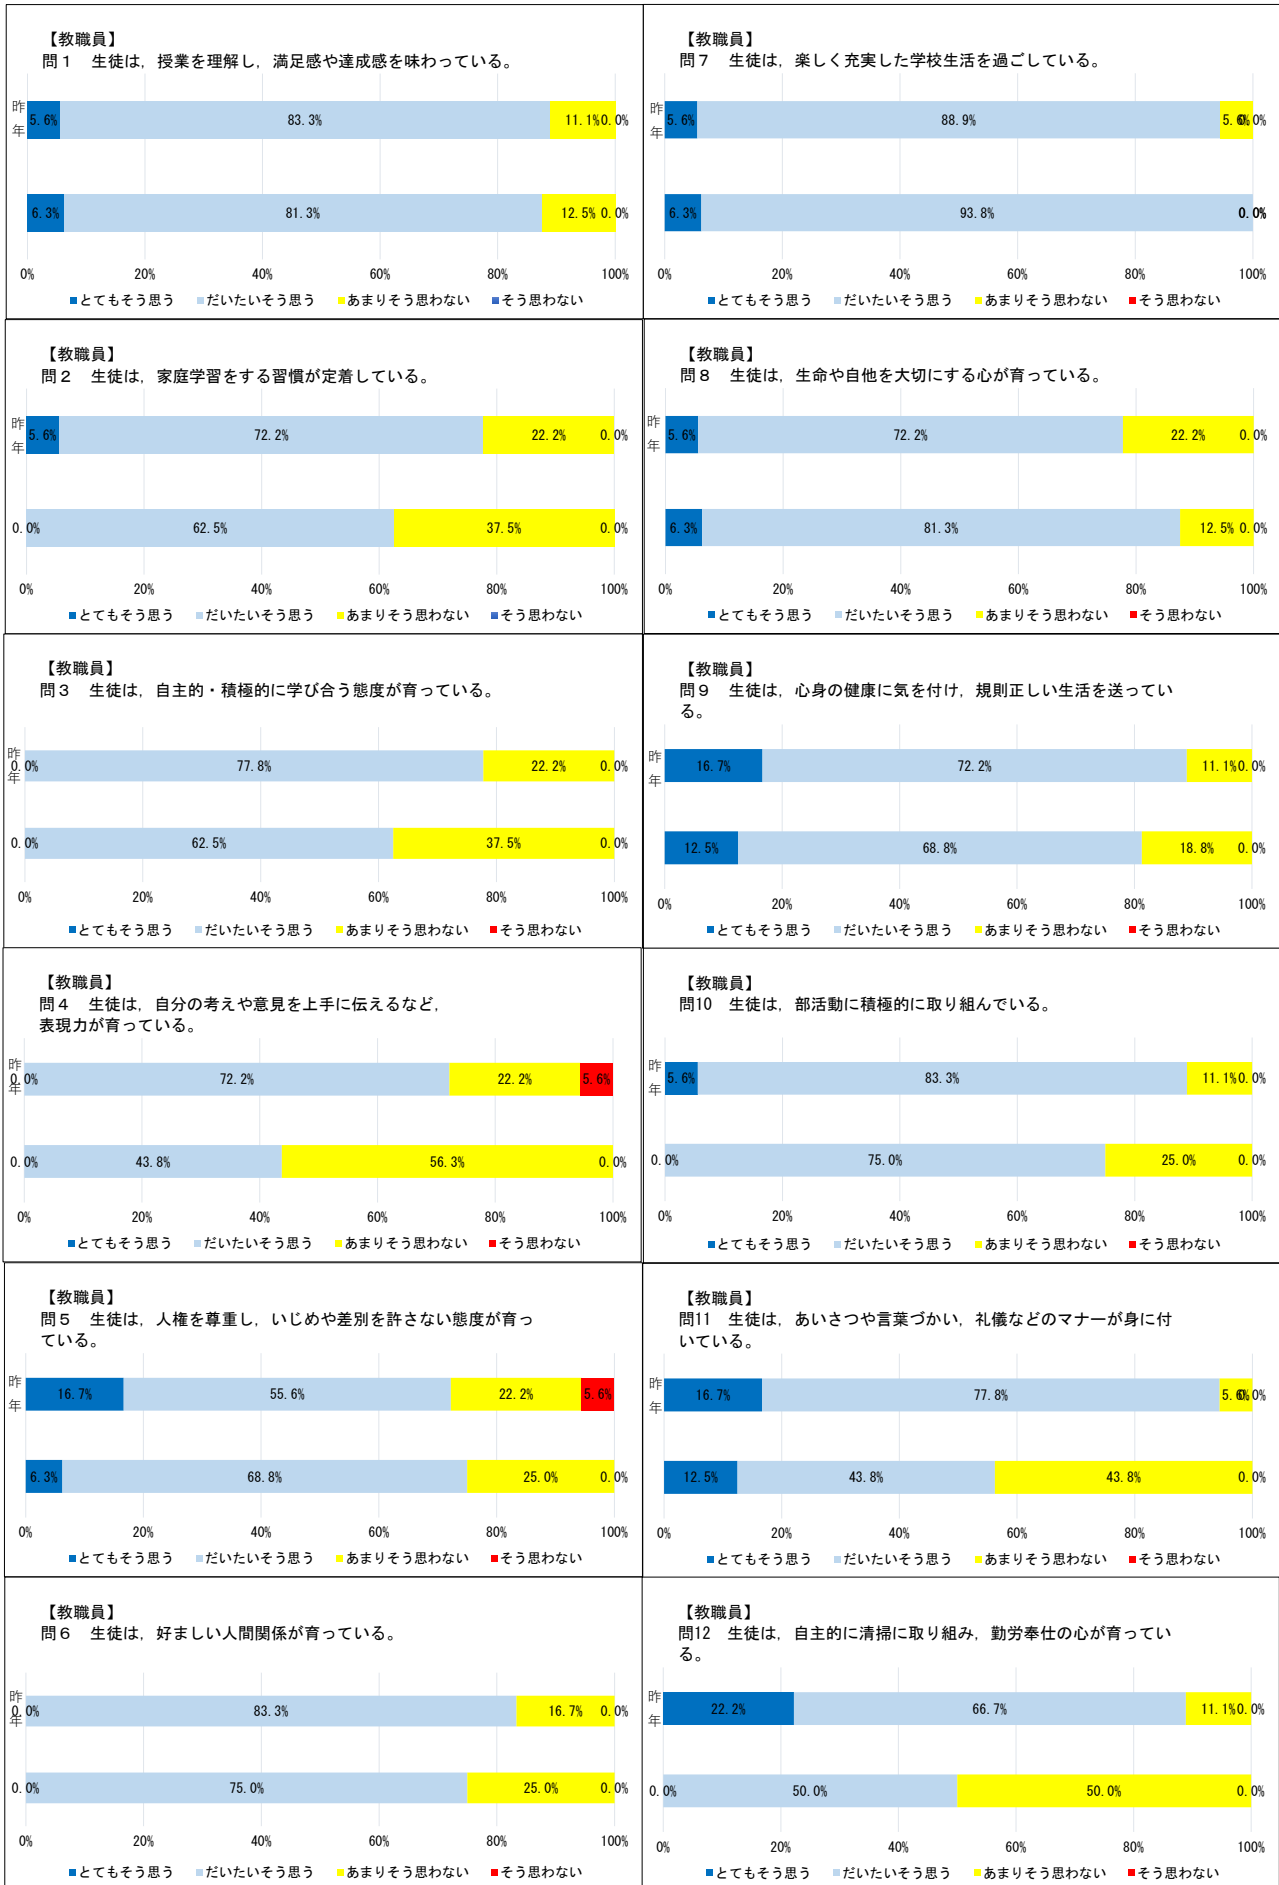 【教職員】
問１　生徒は，授業を理解し，満足感や達成感を味わっている。
昨年
5.6% 83.3% 11.1% 0.0%
6.3% 81.3% 12.5% 0.0%
0% 20% 40% 60% 80% 100%
■とてもそう思う ■だいたいそう思う ■あまりそう思わない ■そう思わない
【教職員】
問２　生徒は，家庭学習をする習慣が定着している。
昨年
5.6% 72.2% 22.2% 0.0%
0.0% 62.5% 37.5% 0.0%
0% 20% 40% 60% 80% 100%
■とてもそう思う ■だいたいそう思う ■あまりそう思わない ■そう思わない
【教職員】
問３　生徒は，自主的・積極的に学び合う態度が育っている。
昨年
0.0% 77.8% 22.2% 0.0%
0.0% 62.5% 37.5% 0.0%
0% 20% 40% 60% 80% 100%
■とてもそう思う ■だいたいそう思う ■あまりそう思わない ■そう思わない
【教職員】
問４　生徒は，自分の考えや意見を上手に伝えるなど，
表現力が育っている。
昨年
0.0% 72.2% 22.2% 5.6%
0.0% 43.8% 56.3% 0.0%
0% 20% 40% 60% 80% 100%
■とてもそう思う ■だいたいそう思う ■あまりそう思わない ■そう思わない
【教職員】
問５　生徒は，人権を尊重し，いじめや差別を許さない態度が育っ
ている。
昨年
16.7% 55.6% 22.2% 5.6%
6.3% 68.8% 25.0% 0.0%
0% 20% 40% 60% 80% 100%
■とてもそう思う ■だいたいそう思う ■あまりそう思わない ■そう思わない
【教職員】
問６　生徒は，好ましい人間関係が育っている。
昨年
0.0% 83.3% 16.7% 0.0%
0.0% 75.0% 25.0% 0.0%
0% 20% 40% 60% 80% 100%
■とてもそう思う ■だいたいそう思う ■あまりそう思わない ■そう思わない
【教職員】
問７　生徒は，楽しく充実した学校生活を過ごしている。
昨年
5.6% 88.9% 5.6% 0.0%
6.3% 93.8% 0.0% 0.0%
0% 20% 40% 60% 80% 100%
■とてもそう思う ■だいたいそう思う ■あまりそう思わない ■そう思わない
【教職員】
問８　生徒は，生命や自他を大切にする心が育っている。
昨年
5.6% 72.2% 22.2% 0.0%
6.3% 81.3% 12.5% 0.0%
0% 20% 40% 60% 80% 100%
■とてもそう思う ■だいたいそう思う ■あまりそう思わない ■そう思わない
【教職員】
問９　生徒は，心身の健康に気を付け，規則正しい生活を送ってい
る。
昨年
16.7% 72.2% 11.1% 0.0%
12.5% 68.8% 18.8% 0.0%
0% 20% 40% 60% 80% 100%
■とてもそう思う ■だいたいそう思う ■あまりそう思わない ■そう思わない
【教職員】
問10　生徒は，部活動に積極的に取り組んでいる。
昨年
5.6% 83.3% 11.1% 0.0%
0.0% 75.0% 25.0% 0.0%
0% 20% 40% 60% 80% 100%
■とてもそう思う ■だいたいそう思う ■あまりそう思わない ■そう思わない
【教職員】
問11　生徒は，あいさつや言葉づかい，礼儀などのマナーが身に付
いている。
昨年
16.7% 77.8% 5.6% 0.0%
12.5% 43.8% 43.8% 0.0%
0% 20% 40% 60% 80% 100%
■とてもそう思う ■だいたいそう思う ■あまりそう思わない ■そう思わない
【教職員】
問12　生徒は，自主的に清掃に取り組み，勤労奉仕の心が育ってい
る。
昨年
22.2% 66.7% 11.1% 0.0%
0.0% 50.0% 50.0% 0.0%
0% 20% 40% 60% 80% 100%
■とてもそう思う ■だいたいそう思う ■あまりそう思わない ■そう思わない